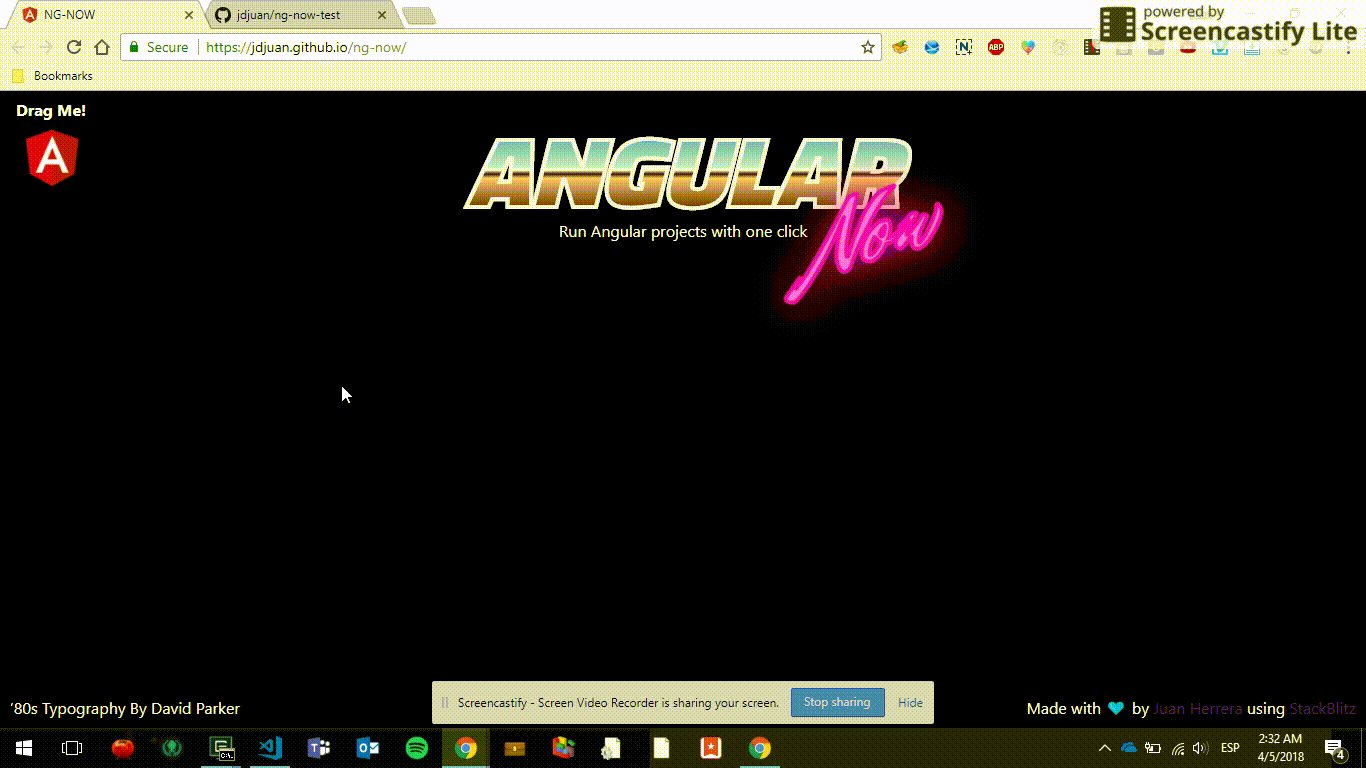 NG-NOW
jdjuan/ng-now-test
powered by
Screencastify Lite
Secure
https://jdjuan.github.io/ng-now/
N
ABP
Bookmarks
Drag Me!
A
ANGULAR
Now
Run Angular projects with one click
'80s Typography By David Parker
Screencastify - Screen Video Recorder is sharing your screen.
Stop sharing
Hide
Made with by Juan Herrera using StackBlitz
C:\_
ESP
2:32 AM
4/5/2018
4